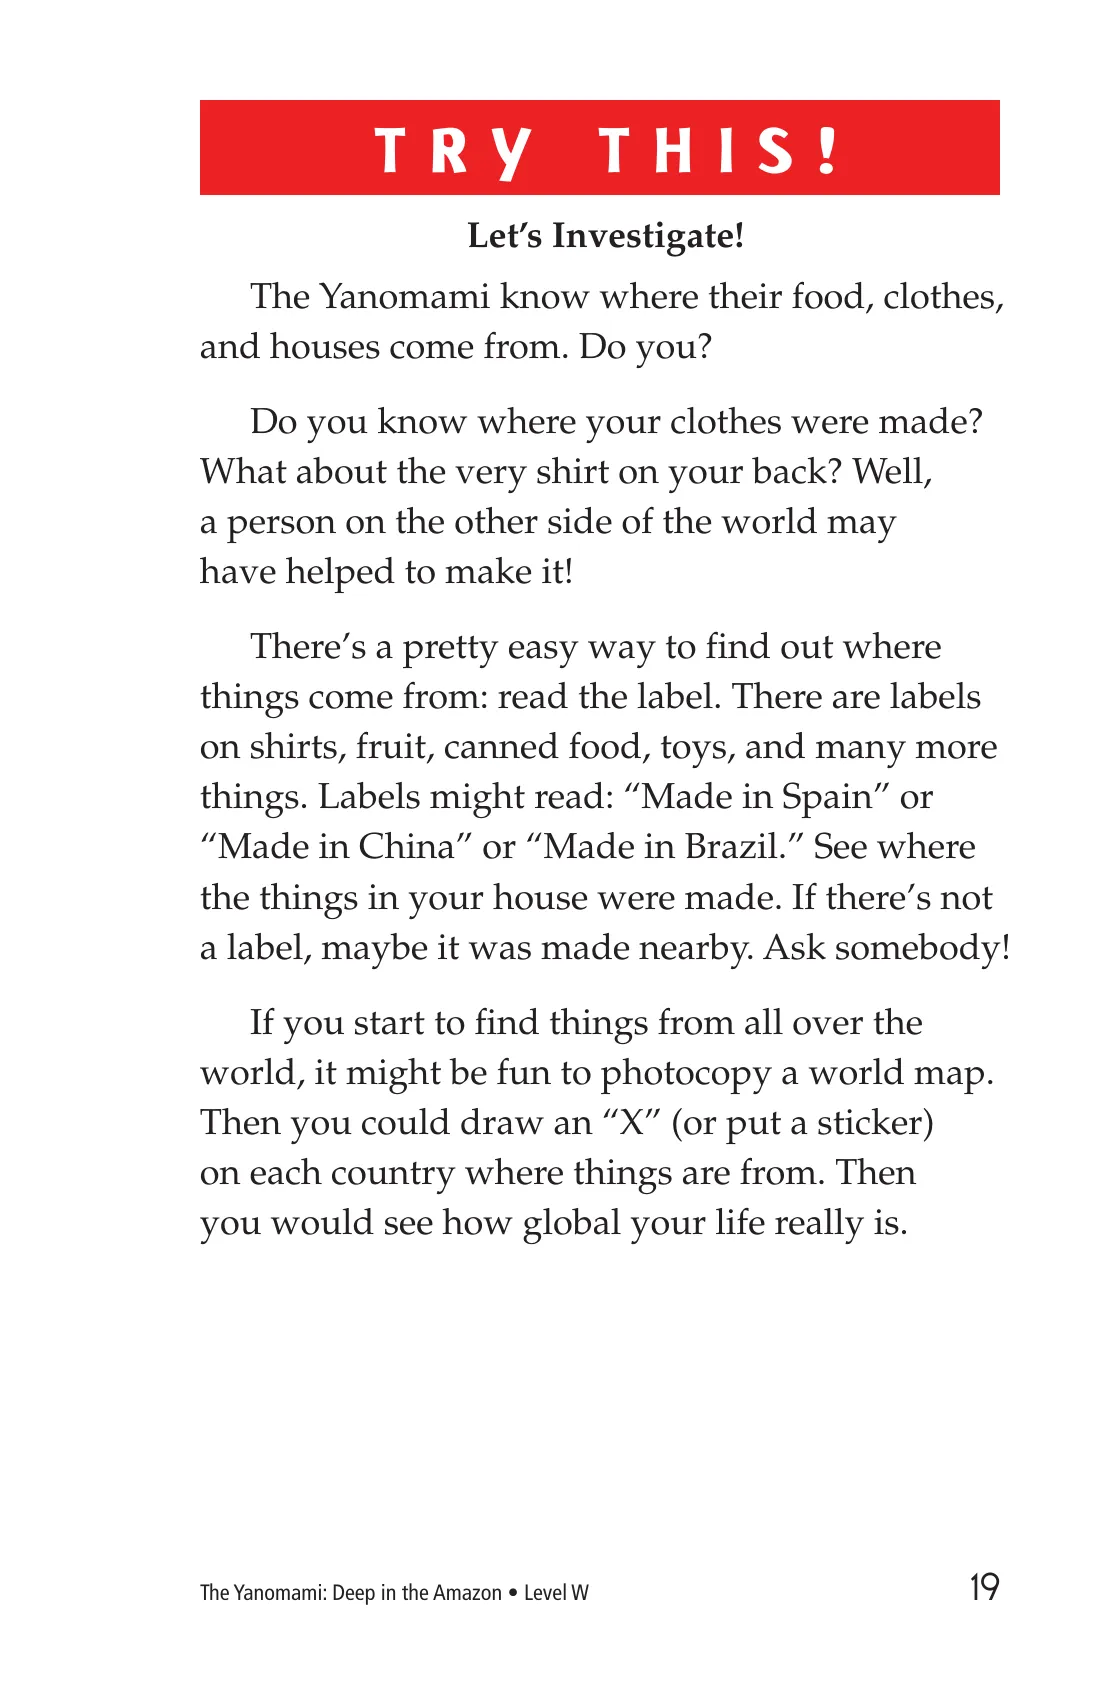 TRY THIS!
Let’s Investigate!
The Yanomami know where their food, clothes,
and houses come from. Do you?
Do you know where your clothes were made?
What about the very shirt on your back? Well,
a person on the other side of the world may
have helped to make it!
There’s a pretty easy way to find out where
things come from: read the label. There are labels
on shirts, fruit, canned food, toys, and many more
things. Labels might read: “Made in Spain” or
“Made in China” or “Made in Brazil.” See where
the things in your house were made. If there’s not
a label, maybe it was made nearby. Ask somebody!
If you start to find things from all over the
world, it might be fun to photocopy a world map.
Then you could draw an “X” (or put a sticker)
on each country where things are from. Then
you would see how global your life really is.
The Yanomami: Deep in the Amazon • Level W
19